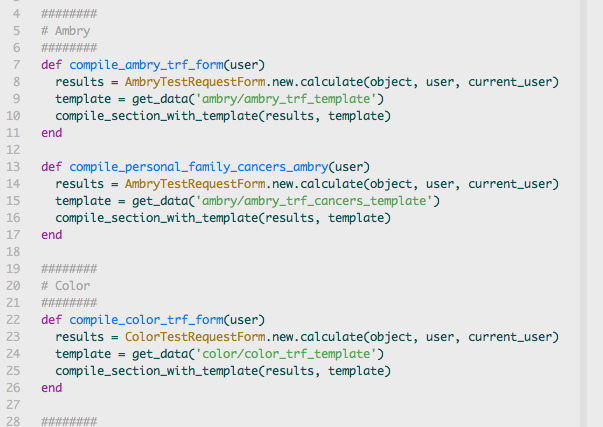 4 ########
5 # Ambry
6 ########
7 def compile_ambry_trf_form(user)
8 results = AmbryTestRequestForm.new.calculate(object, user, current_user)
9 template = get_data('ambry/ambry_trf_template')
10 compile_section_with_template(results, template)
11 end
12
13 def compile_personal_family_cancers_ambry(user)
14 results = AmbryTestRequestForm.new.calculate(object, user, current_user)
15 template = get_data('ambry/ambry_trf_cancers_template')
16 compile_section_with_template(results, template)
17 end
18
19 ########
20 # Color
21 ########
22 def compile_color_trf_form(user)
23 results = ColorTestRequestForm.new.calculate(object, user, current_user)
24 template = get_data('color/color_trf_template')
25 compile_section_with_template(results, template)
26 end
27
28 ########